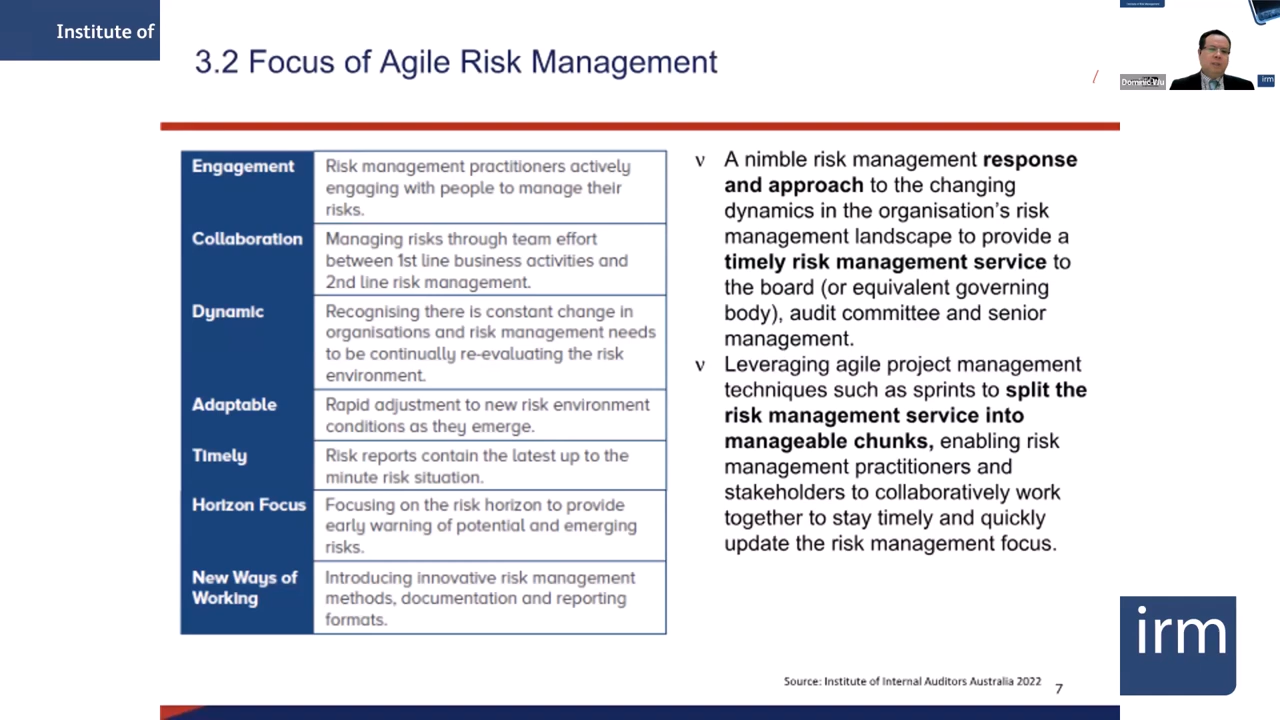 Institute of
3.2 Focus of Agile Risk Management
Dominic Wu
irm
Engagement
Risk management practitioners actively
engaging with people to manage their
risks.
Collaboration
Managing risks through team effort
between 1st line business activities and
2nd line risk management.
Dynamic
Recognising there is constant change in
organisations and risk management needs
to be continually re-evaluating the risk
environment.
Adaptable
Rapid adjustment to new risk environment
conditions as they emerge.
Timely
Risk reports contain the latest up to the
minute risk situation.
Horizon Focus
Focusing on the risk horizon to provide
early warning of potential and emerging
risks.
New Ways of
Working
Introducing innovative risk management
methods, documentation and reporting
formats.
ν A nimble risk management response
and approach to the changing
dynamics in the organisation’s risk
management landscape to provide a
timely risk management service to
the board (or equivalent governing
body), audit committee and senior
management.
ν Leveraging agile project management
techniques such as sprints to split the
risk management service into
manageable chunks, enabling risk
management practitioners and
stakeholders to collaboratively work
together to stay timely and quickly
update the risk management focus.
irm
Source: Institute of Internal Auditors Australia 2022
7